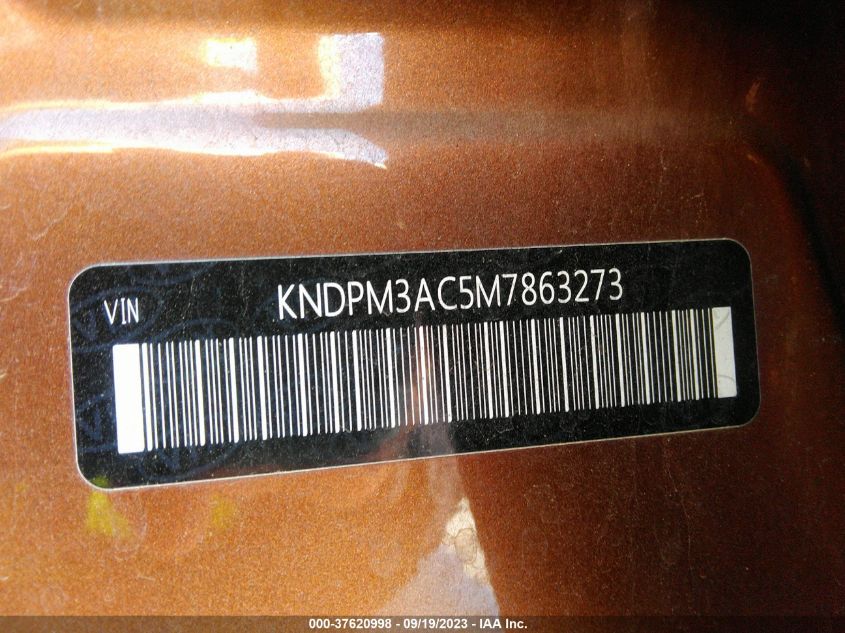 VIN KNDPM3AC5M7863273
000-37620998 - 09/19/2023 - IAA Inc.